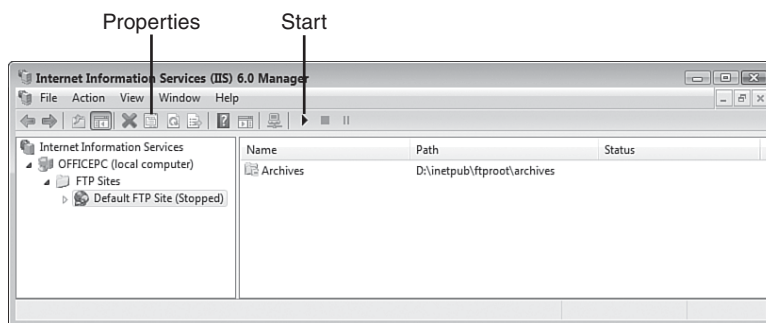 Properties Start
Internet Information Services (IIS) 6.0 Manager
File Action View Window Help
Internet Information Services
OFFICEPC (local computer)
FTP Sites
Default FTP Site (Stopped)
Name Path Status
Archives D:\inetpub\ftproot\archives